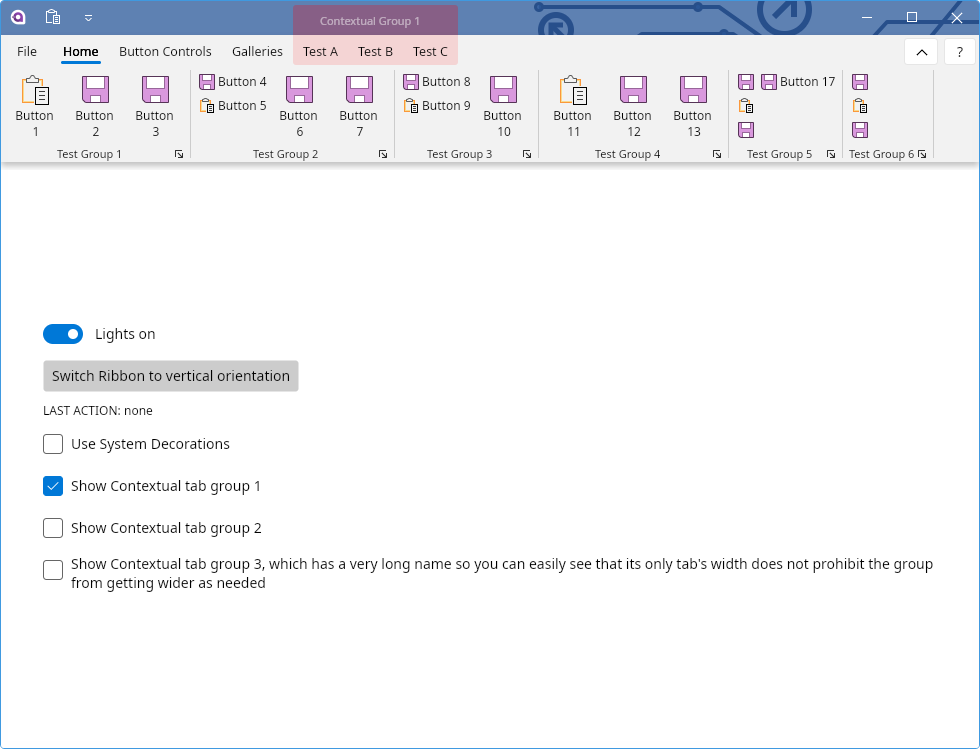 Contextual Group 1
File Home Button Controls Galleries Test A Test B Test C ?
Button 1
Button 2
Button 3
Test Group 1
Button 4
Button 5
Button 6
Button 7
Test Group 2
Button 8
Button 9
Button 10
Test Group 3
Button 11
Button 12
Button 13
Test Group 4
Button 17
Test Group 5
Test Group 6
Lights on
Switch Ribbon to vertical orientation
LAST ACTION: none
Use System Decorations
Show Contextual tab group 1
Show Contextual tab group 2
Show Contextual tab group 3, which has a very long name so you can easily see that its only tab's width does not prohibit the group
from getting wider as needed